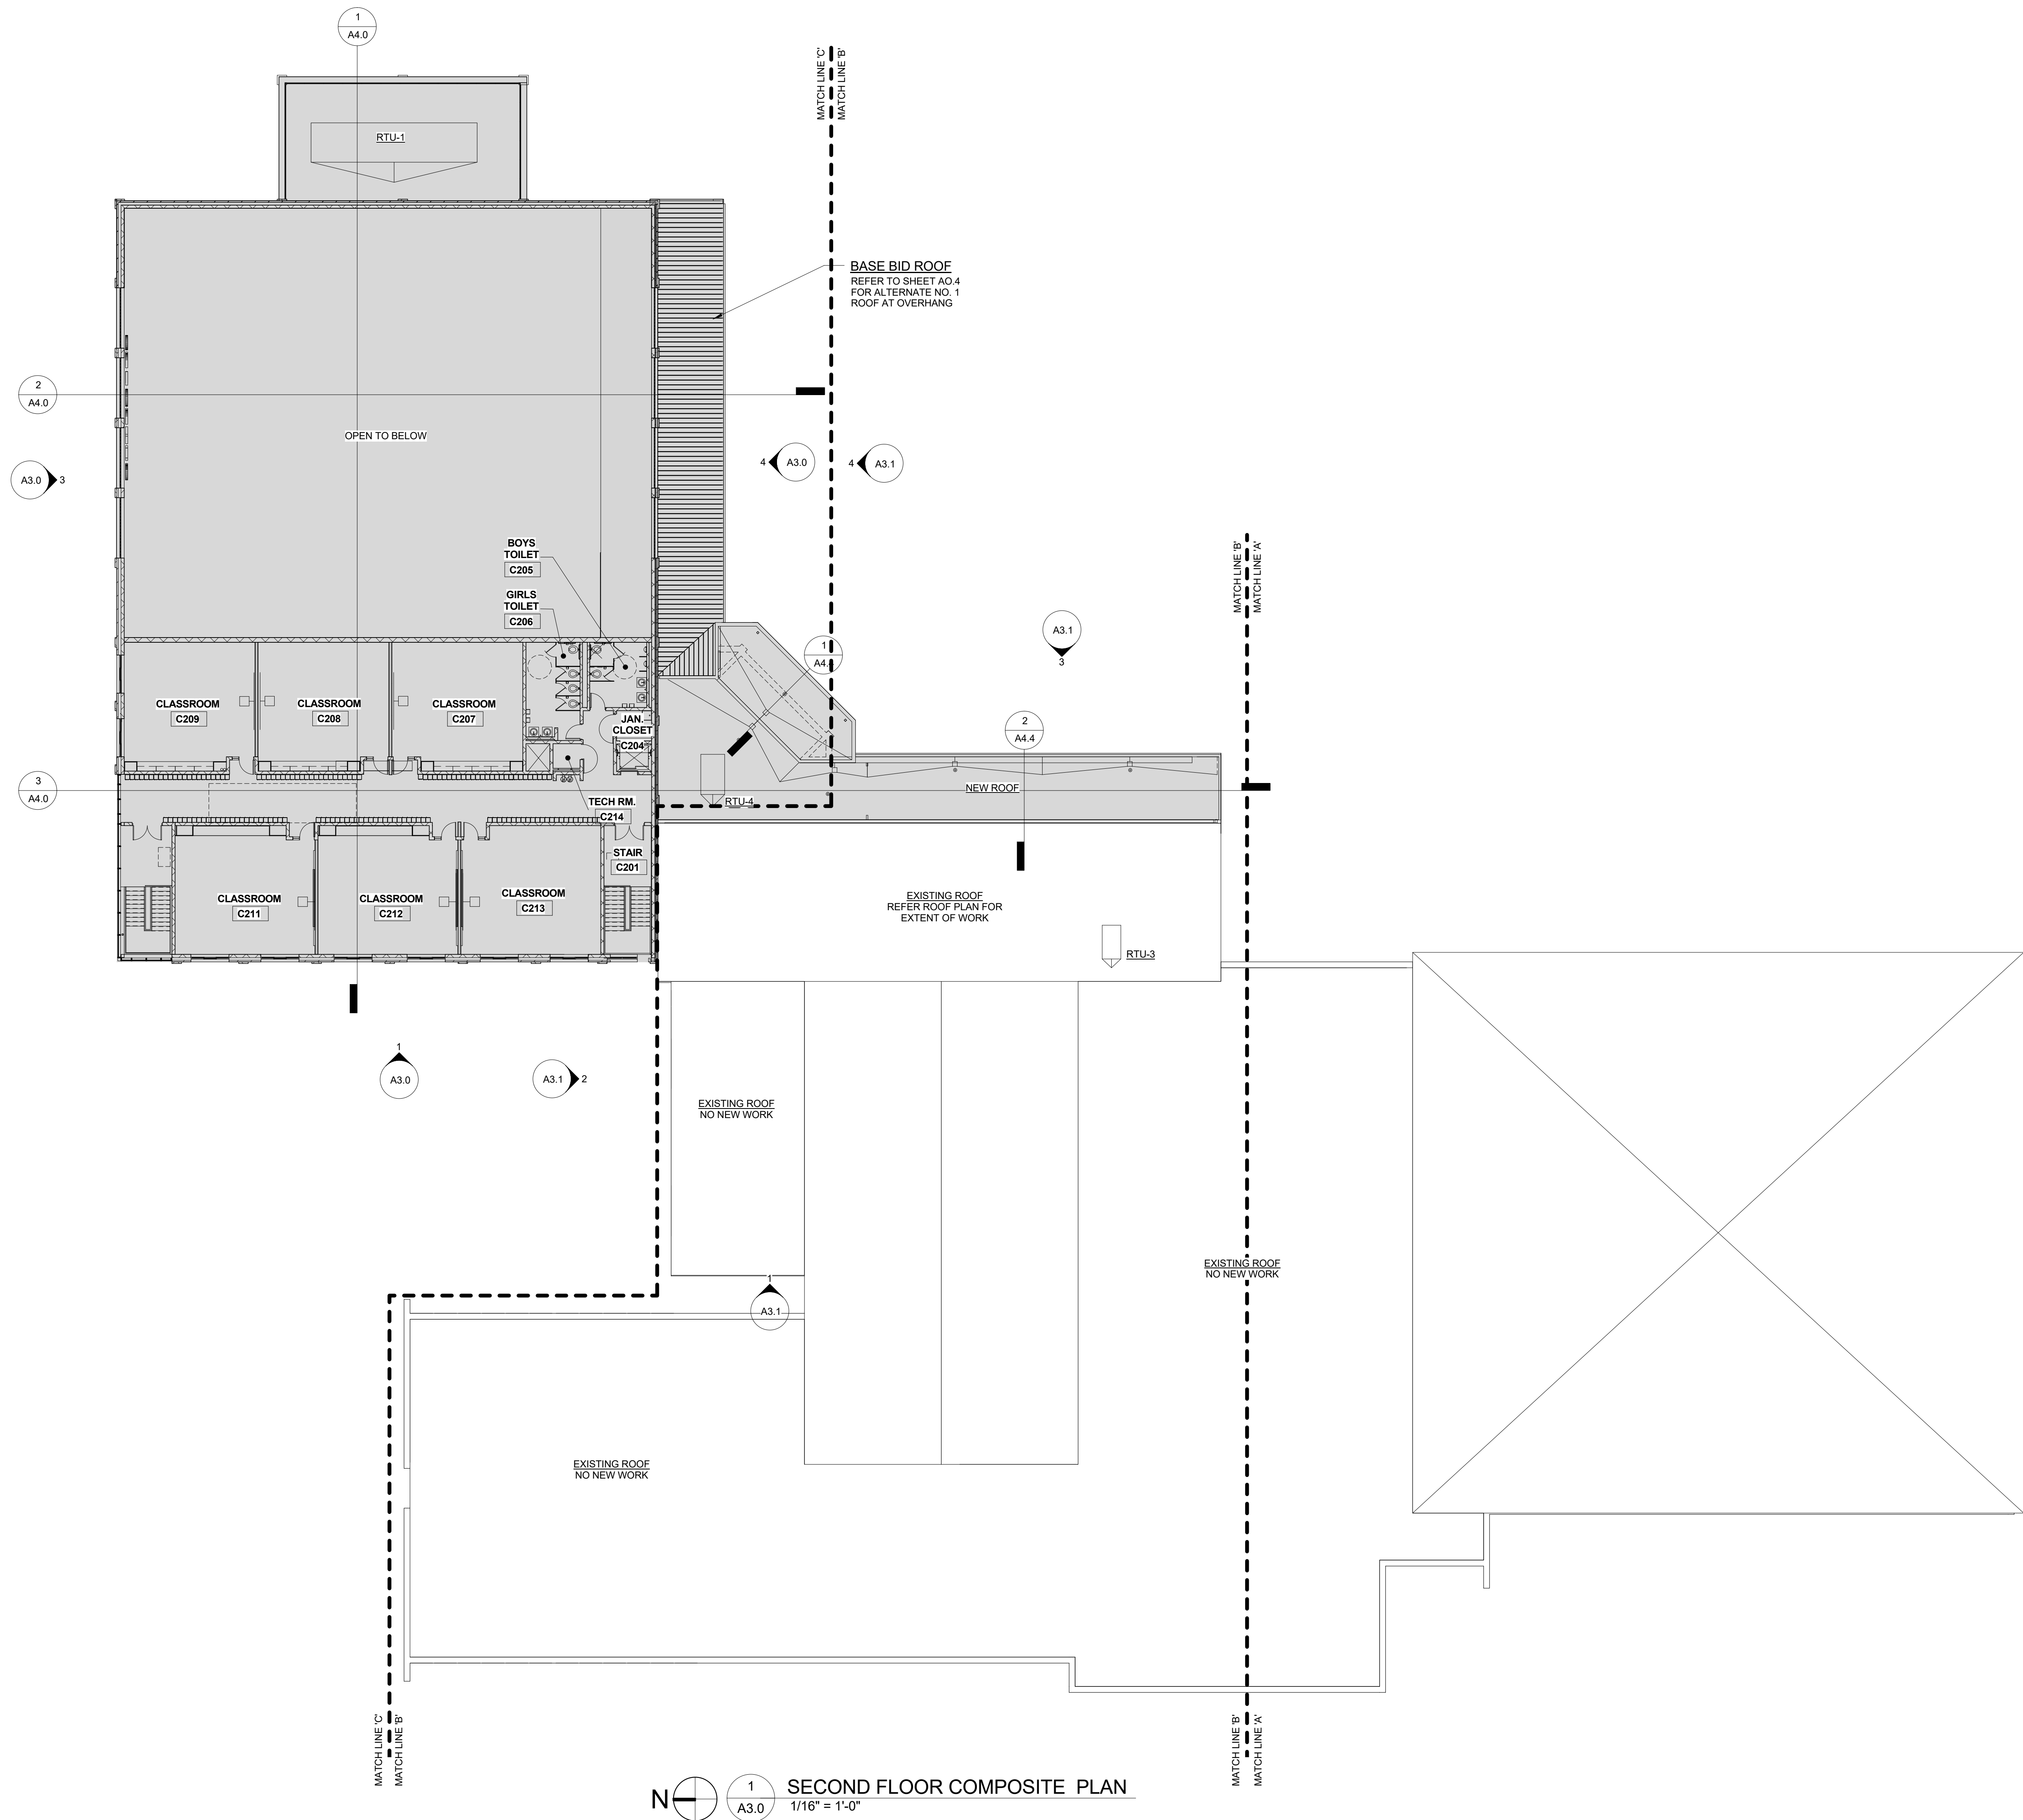 1
A4.0
MATCH LINE 'C'
MATCH LINE 'B'
RTU-1
BASE BID ROOF
REFER TO SHEET AO.4
FOR ALTERNATE NO. 1
ROOF AT OVERHANG
2
A4.0
OPEN TO BELOW
A3.0
3
4
A3.0
4
A3.1
BOYS
TOILET
C205
GIRLS
TOILET
C206
MATCH LINE 'B'
MATCH LINE 'A'
A3.1
3
1
CLASSROOM
C209
CLASSROOM
C208
CLASSROOM
C207
JAN.
CLOSET
C204
2
A4.4
3
A4.0
NEW ROOF
TECH RM.
C214
RTU-4
STAIR
C201
CLASSROOM
C211
CLASSROOM
C212
CLASSROOM
C213
EXISTING ROOF
REFER ROOF PLAN FOR
EXTENT OF WORK
RTU-3
1
A3.0
A3.1
2
EXISTING ROOF
NO NEW WORK
EXISTING ROOF
NO NEW WORK
1
A3.1
EXISTING ROOF
NO NEW WORK
MATCH LINE 'C'
MATCH LINE 'B'
MATCH LINE 'B'
MATCH LINE 'A'
N
1
A3.0
SECOND FLOOR COMPOSITE PLAN
1/16" = 1'-0"